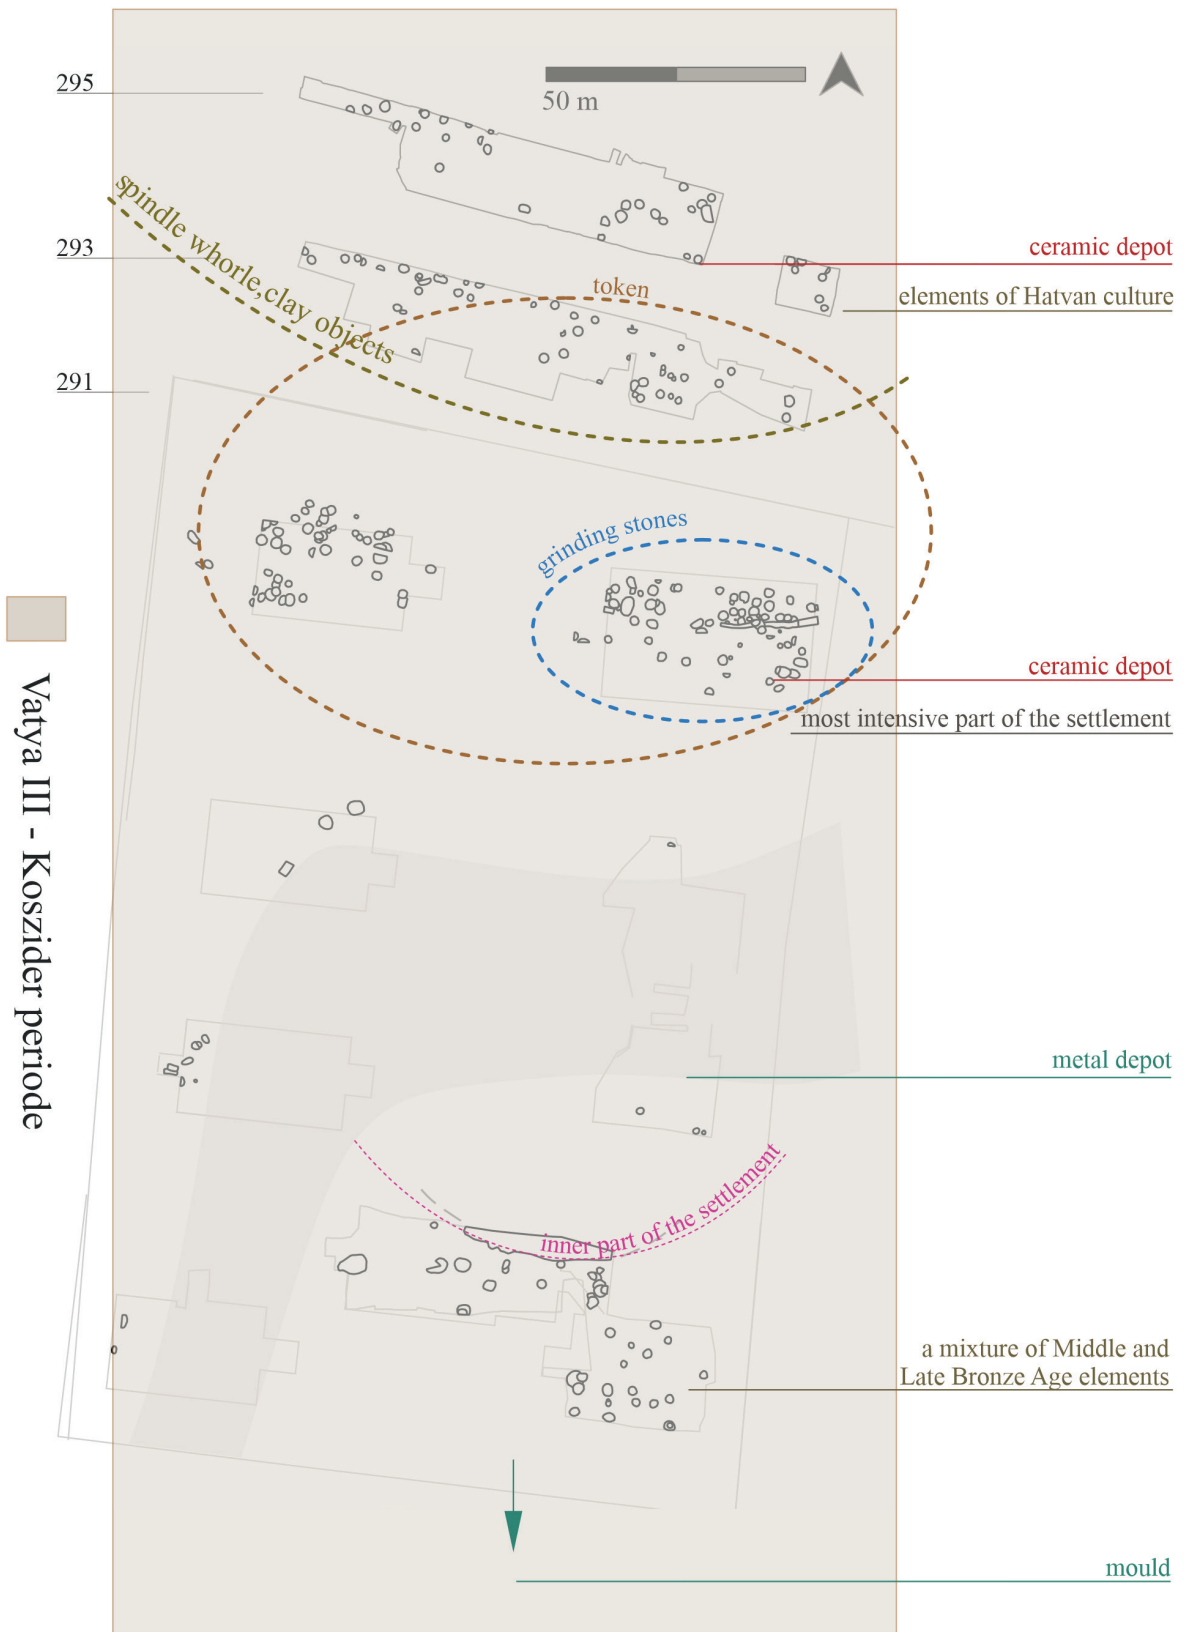 295
50 m
spindle whorle,clay objects
293
ceramic depot
token
elements of Hatvan culture
291
grinding stones
ceramic depot
most intensive part of the settlement
Vatya III - Koszider periode
metal depot
inner part of the settlement
a mixture of Middle and
Late Bronze Age elements
mould